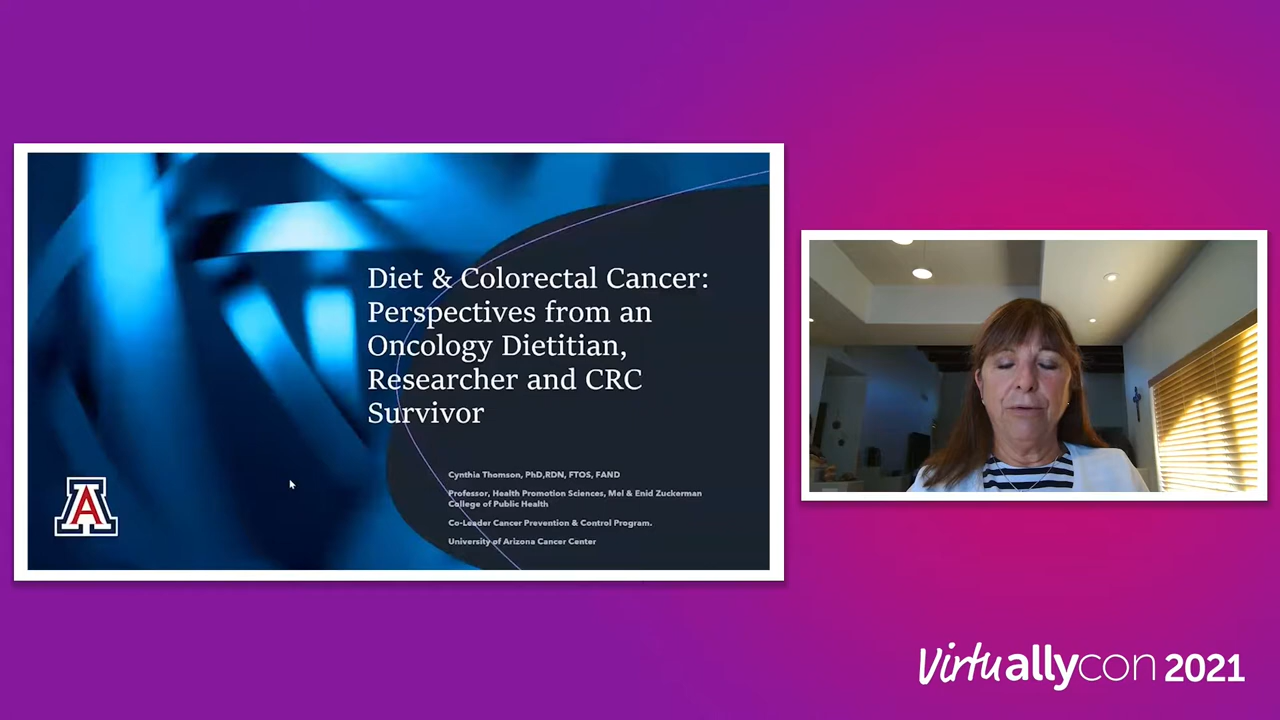 Diet & Colorectal Cancer:
Perspectives from an
Oncology Dietitian,
Researcher and CRC
Survivor
Cynthia Thomson, PhD,RDN, FTOS, FAND
Professor, Health Promotion Sciences, Mel & Enid Zuckerman
College of Public Health
Co-Leader Cancer Prevention & Control Program.
University of Arizona Cancer Center
A
Virtuallycon 2021